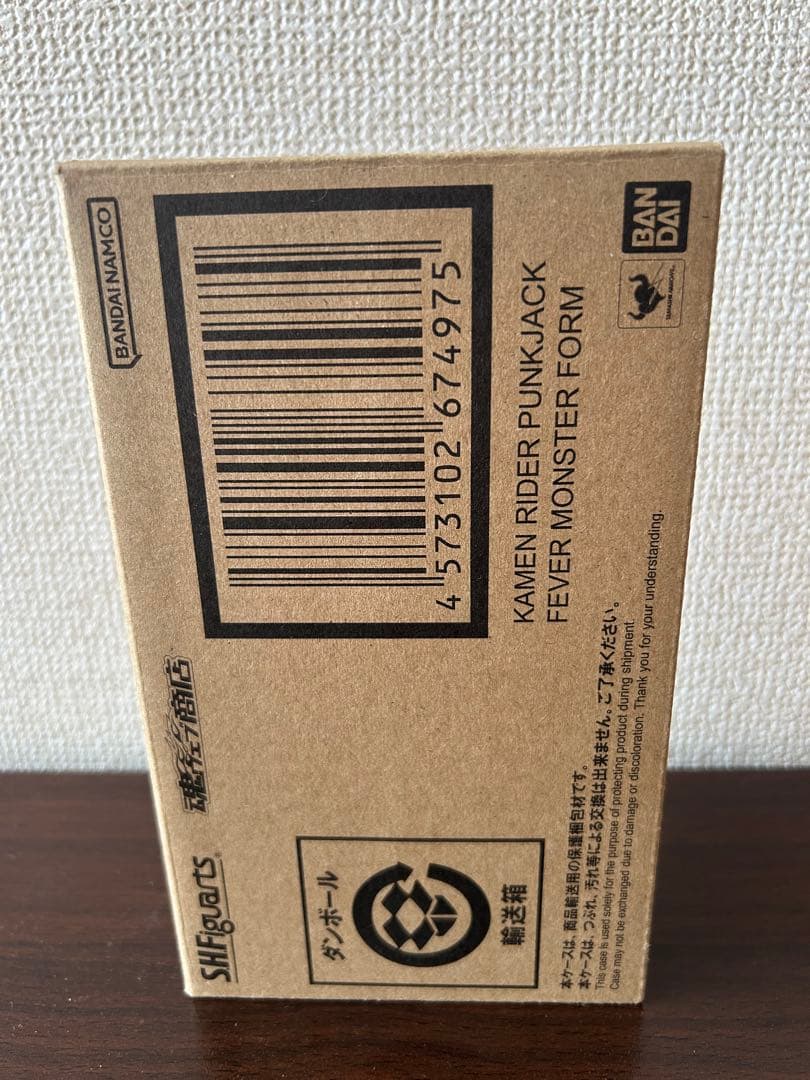 S.H.Figuarts
魂ウェブ商店
BANDAI NAMCO
4 573102 674975
ダンボール
輸送箱
KAMEN RIDER PUNKJACK
FEVER MONSTER FORM
BAN
DAI
本ケースは、商品輸送用の保護梱包材です。
本ケースは、つぶれ、汚れ等による交換は出来ません。ご了承ください。
This case is used solely for the purpose of protecting product during shipment.
Case may not be exchanged due to damage or discoloration. Thank you for your understanding.